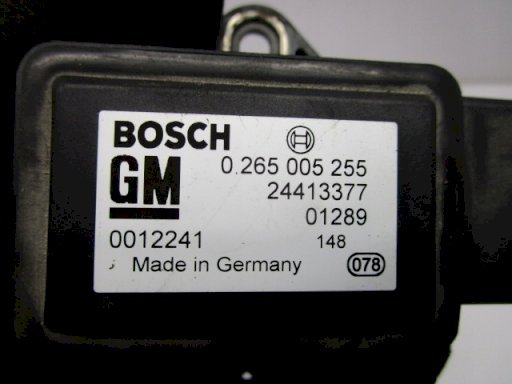 BOSCH
GM 0.265 005 255
24413377
01289
0012241 148
Made in Germany 078